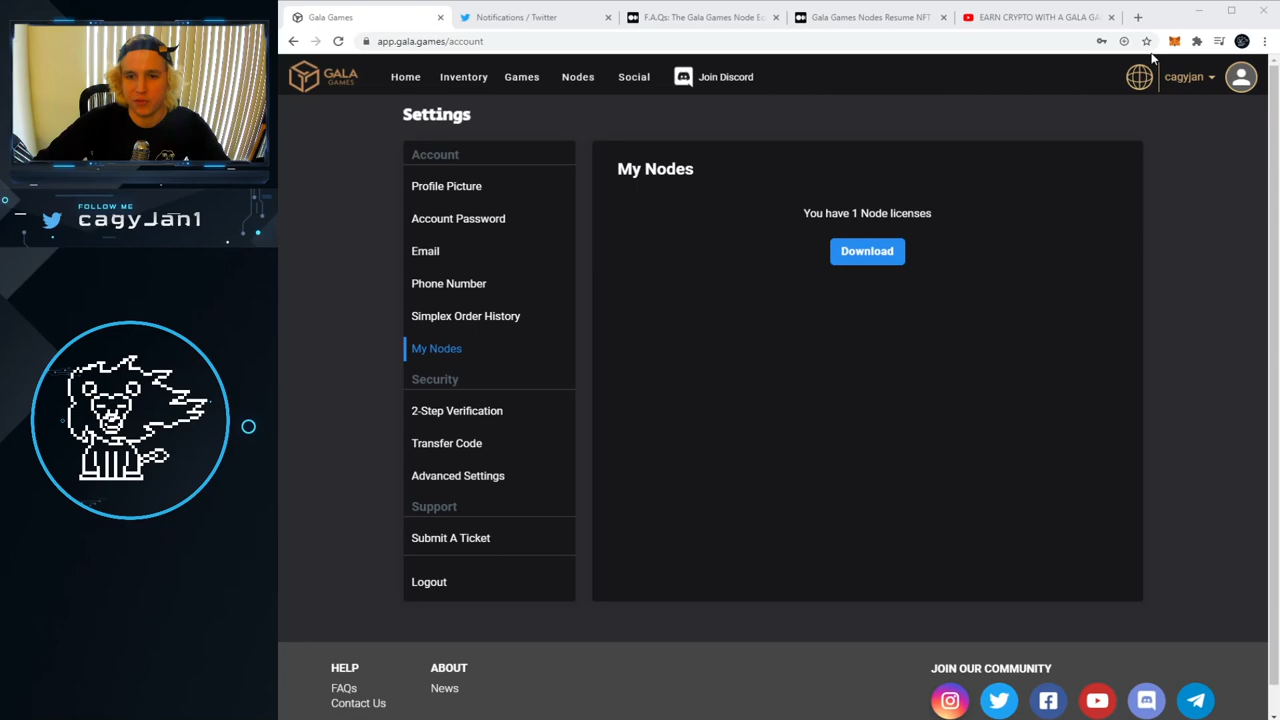 Gala Games
Notifications / Twitter
F.A.Qs: The Gala Games Node Ec
Gala Games Nodes Resume NFT
EARN CRYPTO WITH A GALA GA
app.gala.games/account
GALA
GAMES
Home
Inventory
Games
Nodes
Social
Join Discord
cagyjan
FOLLOW ME
cagyJan1
Settings
Account
Profile Picture
Account Password
Email
Phone Number
Simplex Order History
My Nodes
Security
2-Step Verification
Transfer Code
Advanced Settings
Support
Submit A Ticket
Logout
My Nodes
You have 1 Node licenses
Download
HELP
FAQs
Contact Us
ABOUT
News
JOIN OUR COMMUNITY